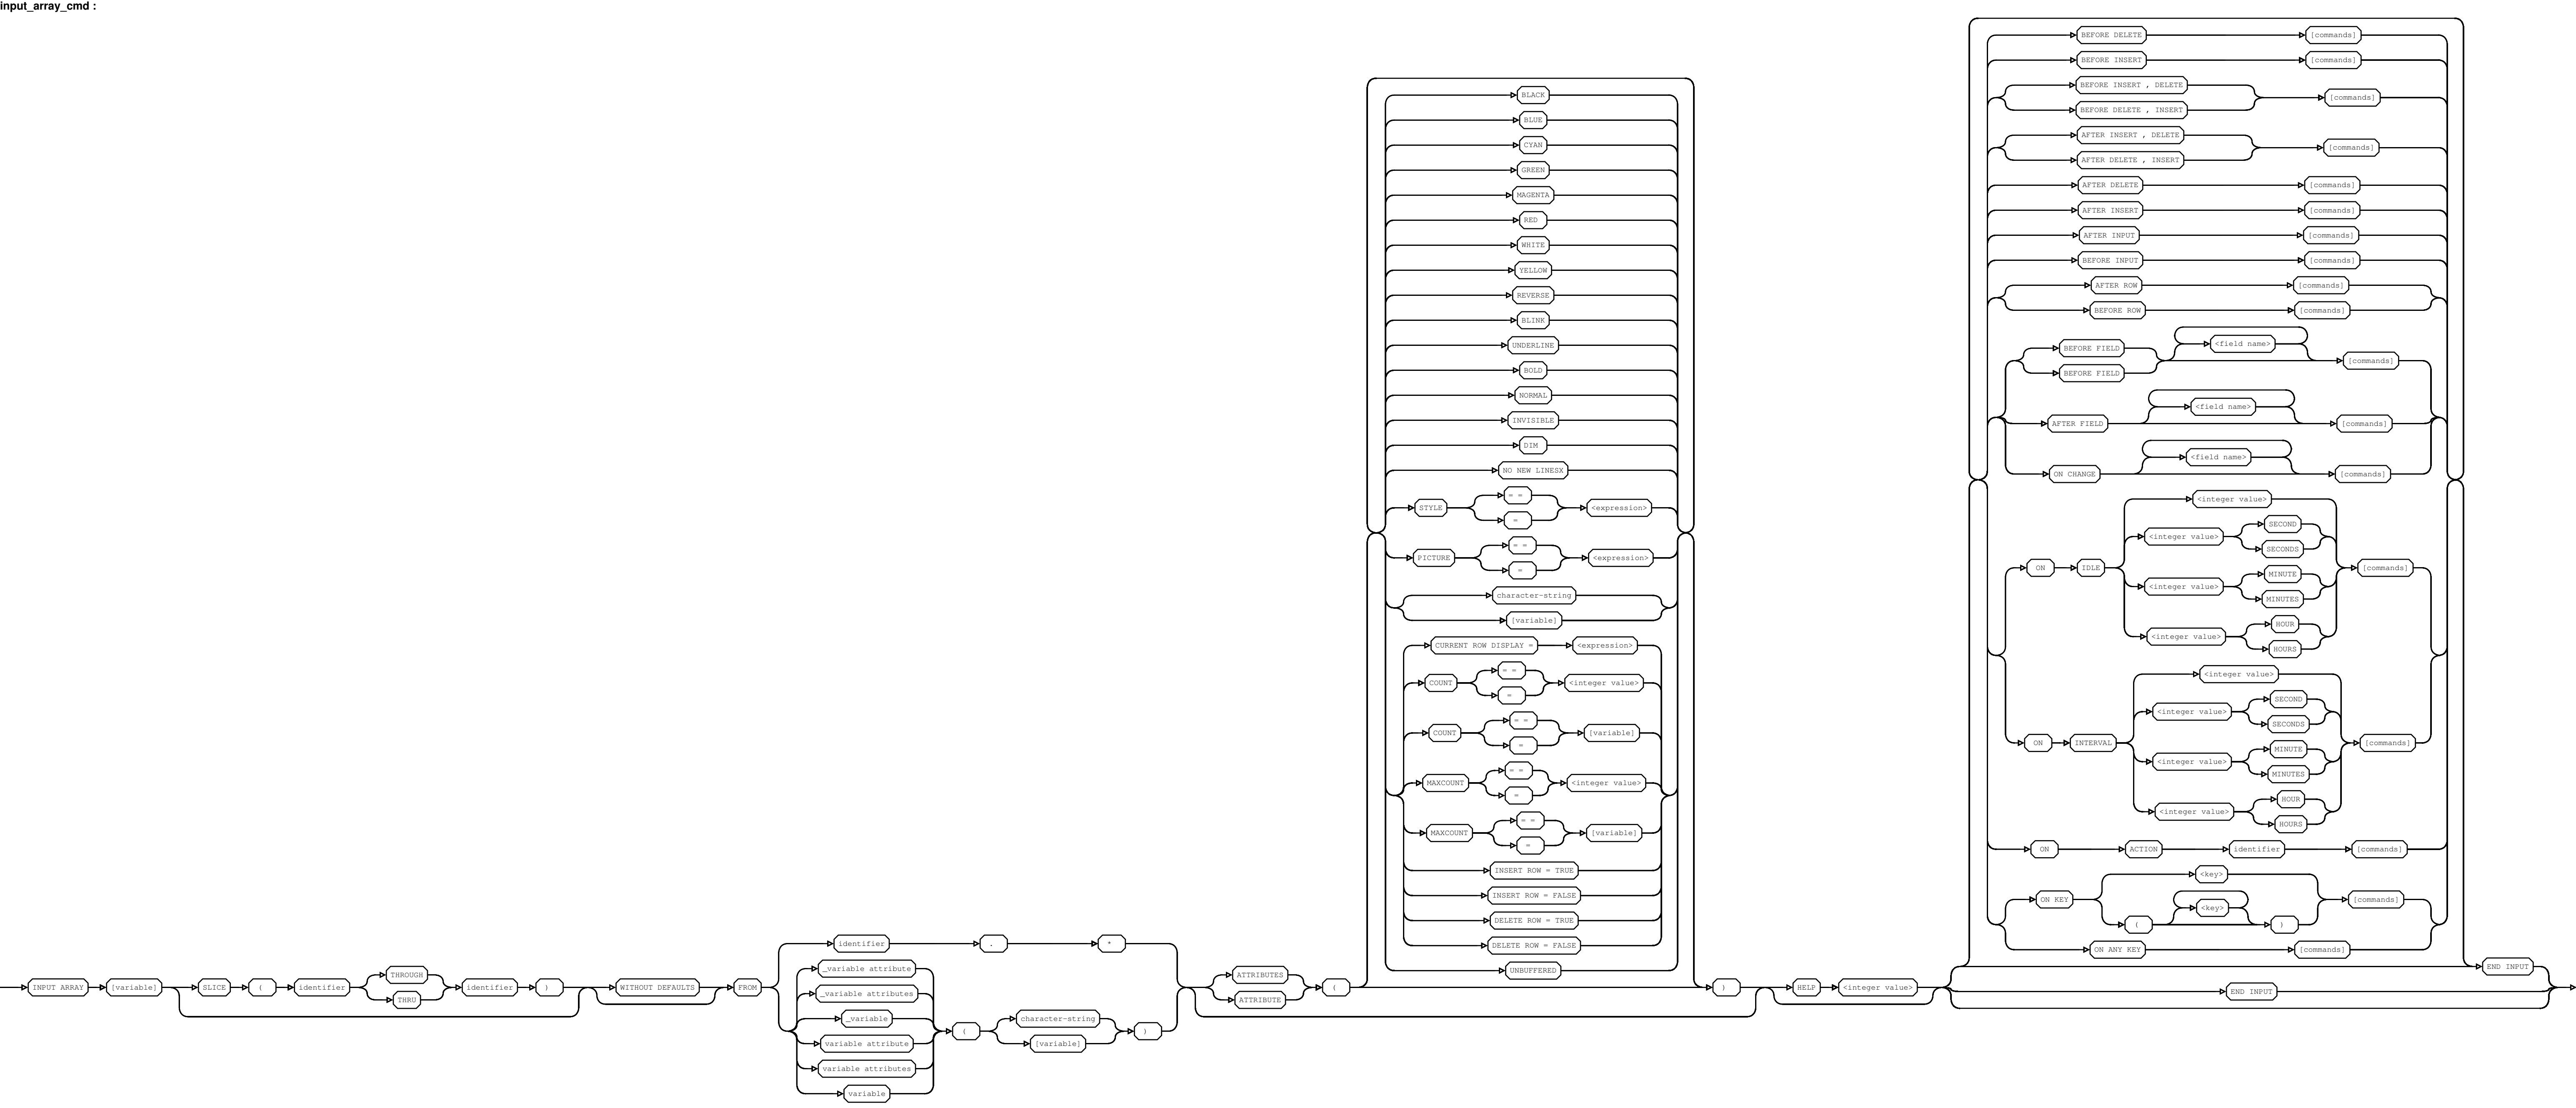 input_array_cmd :
INPUT ARRAY
[variable]
SLICE
(
identifier
THROUGH
THRU
identifier
)
WITHOUT DEFAULTS
FROM
identifier
.
*
_variable attribute
_variable attributes
_variable
variable attribute
variable attributes
variable
(
character-string
[variable]
)
ATTRIBUTES
ATTRIBUTE
(
BLACK
BLUE
CYAN
GREEN
MAGENTA
RED
WHITE
YELLOW
REVERSE
BLINK
UNDERLINE
BOLD
NORMAL
INVISIBLE
DIM
NO NEW LINESX
STYLE
= =
=
<expression>
PICTURE
= =
=
<expression>
character-string
[variable]
CURRENT ROW DISPLAY =
<expression>
COUNT
= =
=
<integer value>
COUNT
= =
=
[variable]
MAXCOUNT
= =
=
<integer value>
MAXCOUNT
= =
=
[variable]
INSERT ROW = TRUE
INSERT ROW = FALSE
DELETE ROW = TRUE
DELETE ROW = FALSE
UNBUFFERED
)
HELP
<integer value>
BEFORE DELETE
[commands]
BEFORE INSERT
[commands]
BEFORE INSERT , DELETE
BEFORE DELETE , INSERT
[commands]
AFTER INSERT , DELETE
AFTER DELETE , INSERT
[commands]
AFTER DELETE
[commands]
AFTER INSERT
[commands]
AFTER INPUT
[commands]
BEFORE INPUT
[commands]
AFTER ROW
[commands]
BEFORE ROW
[commands]
BEFORE FIELD
BEFORE FIELD
<field name>
[commands]
AFTER FIELD
<field name>
[commands]
ON CHANGE
<field name>
[commands]
ON
IDLE
<integer value>
<integer value>
SECOND
SECONDS
<integer value>
MINUTE
MINUTES
<integer value>
HOUR
HOURS
[commands]
ON
INTERVAL
<integer value>
<integer value>
SECOND
SECONDS
<integer value>
MINUTE
MINUTES
<integer value>
HOUR
HOURS
[commands]
ON
ACTION
identifier
[commands]
ON KEY
<key>
(
<key>
)
[commands]
ON ANY KEY
[commands]
END INPUT
END INPUT